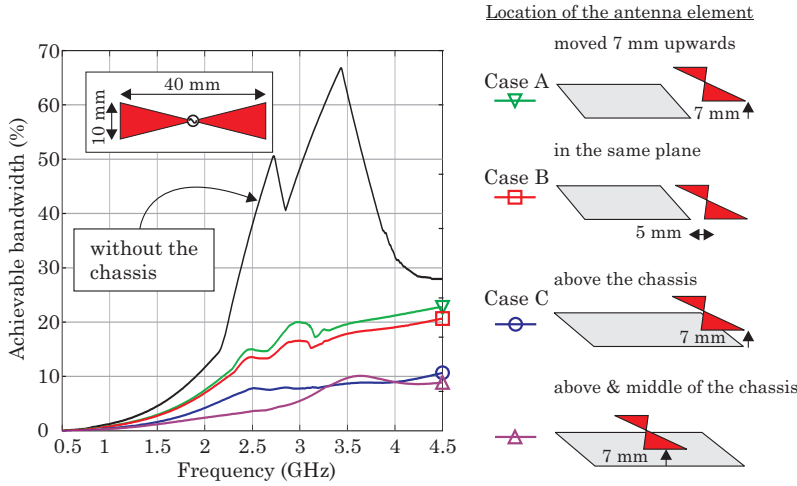 Location of the antenna element
moved 7 mm upwards
Case A
7 mm
in the same plane
Case B
5 mm
above the chassis
Case C
7 mm
above & middle of the chassis
7 mm
Achievable bandwidth (%)
70
60
50
40
30
20
10
0
40 mm
10 mm
without the
chassis
0.5
1
1.5
2
2.5
3
3.5
4
4.5
Frequency (GHz)